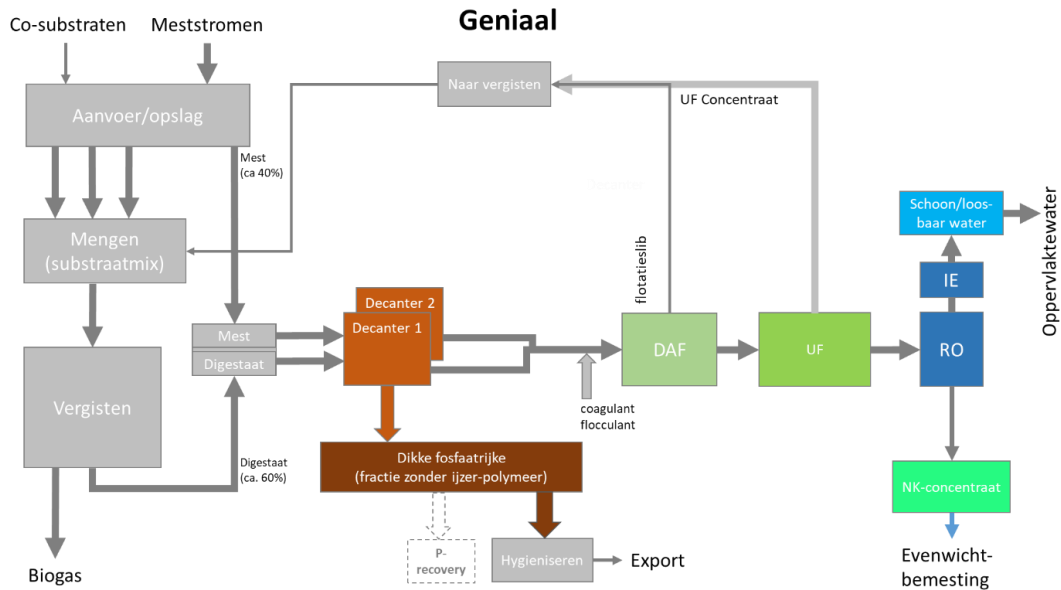 Geniaal
Co-substraten
Meststromen
Aanvoer/opslag
Naar vergisten
UF Concentraat
Mest
(ca 40%)
Mengen
(substraatmix)
flotatieslib
Schoon/loos-
baar water
Oppervlaktewater
IE
Decanter 2
Decanter 1
Mest
Digestaat
DAF
UF
RO
Vergisten
coagulant
flocculant
Digestaat
(ca. 60%)
Dikke fosfaatrijke
(fractie zonder ijzer-polymeer)
NK-concentraat
P-
recovery
Hygieniseren
Export
Biogas
Evenwicht-
bemesting